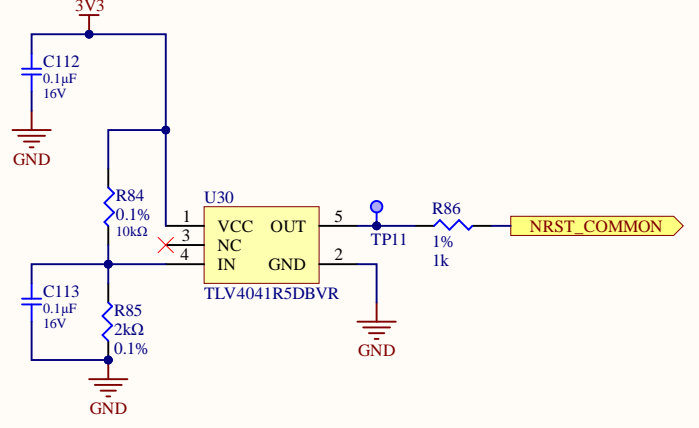 3V3
C112
0.1µF
16V
GND
R84
0.1%
10kΩ
U30
1
VCC
OUT
5
3
NC
4
IN
GND
2
TLV4041R5DBVR
TP11
R86
1%
1k
NRST_COMMON
C113
0.1µF
16V
R85
2kΩ
0.1%
GND
GND